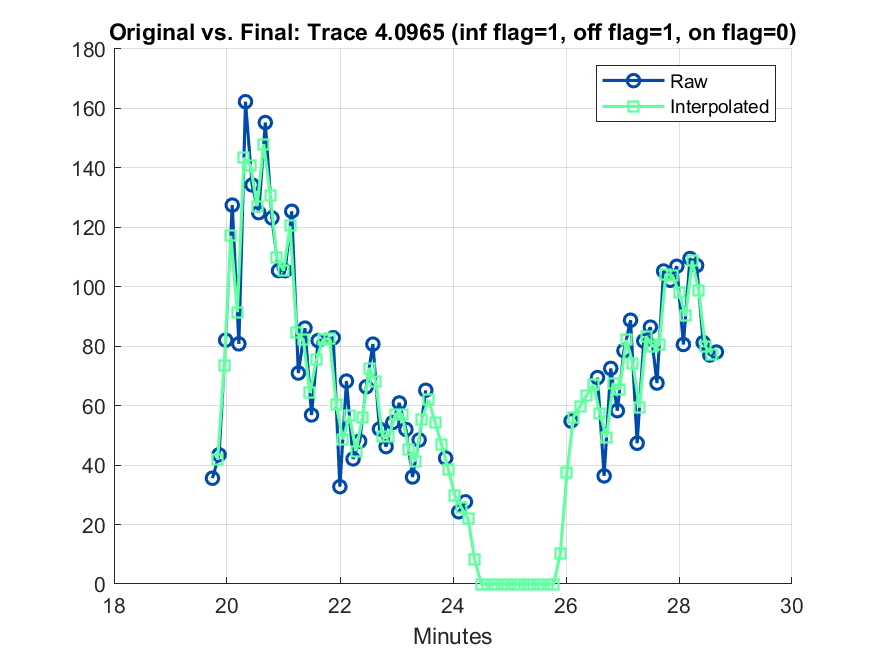 Original vs. Final: Trace 4.0965 (inf flag=1, off flag=1, on flag=0)
180
160
140
120
100
80
60
40
20
0
Raw
Interpolated
18 20 22 24 26 28 30
Minutes